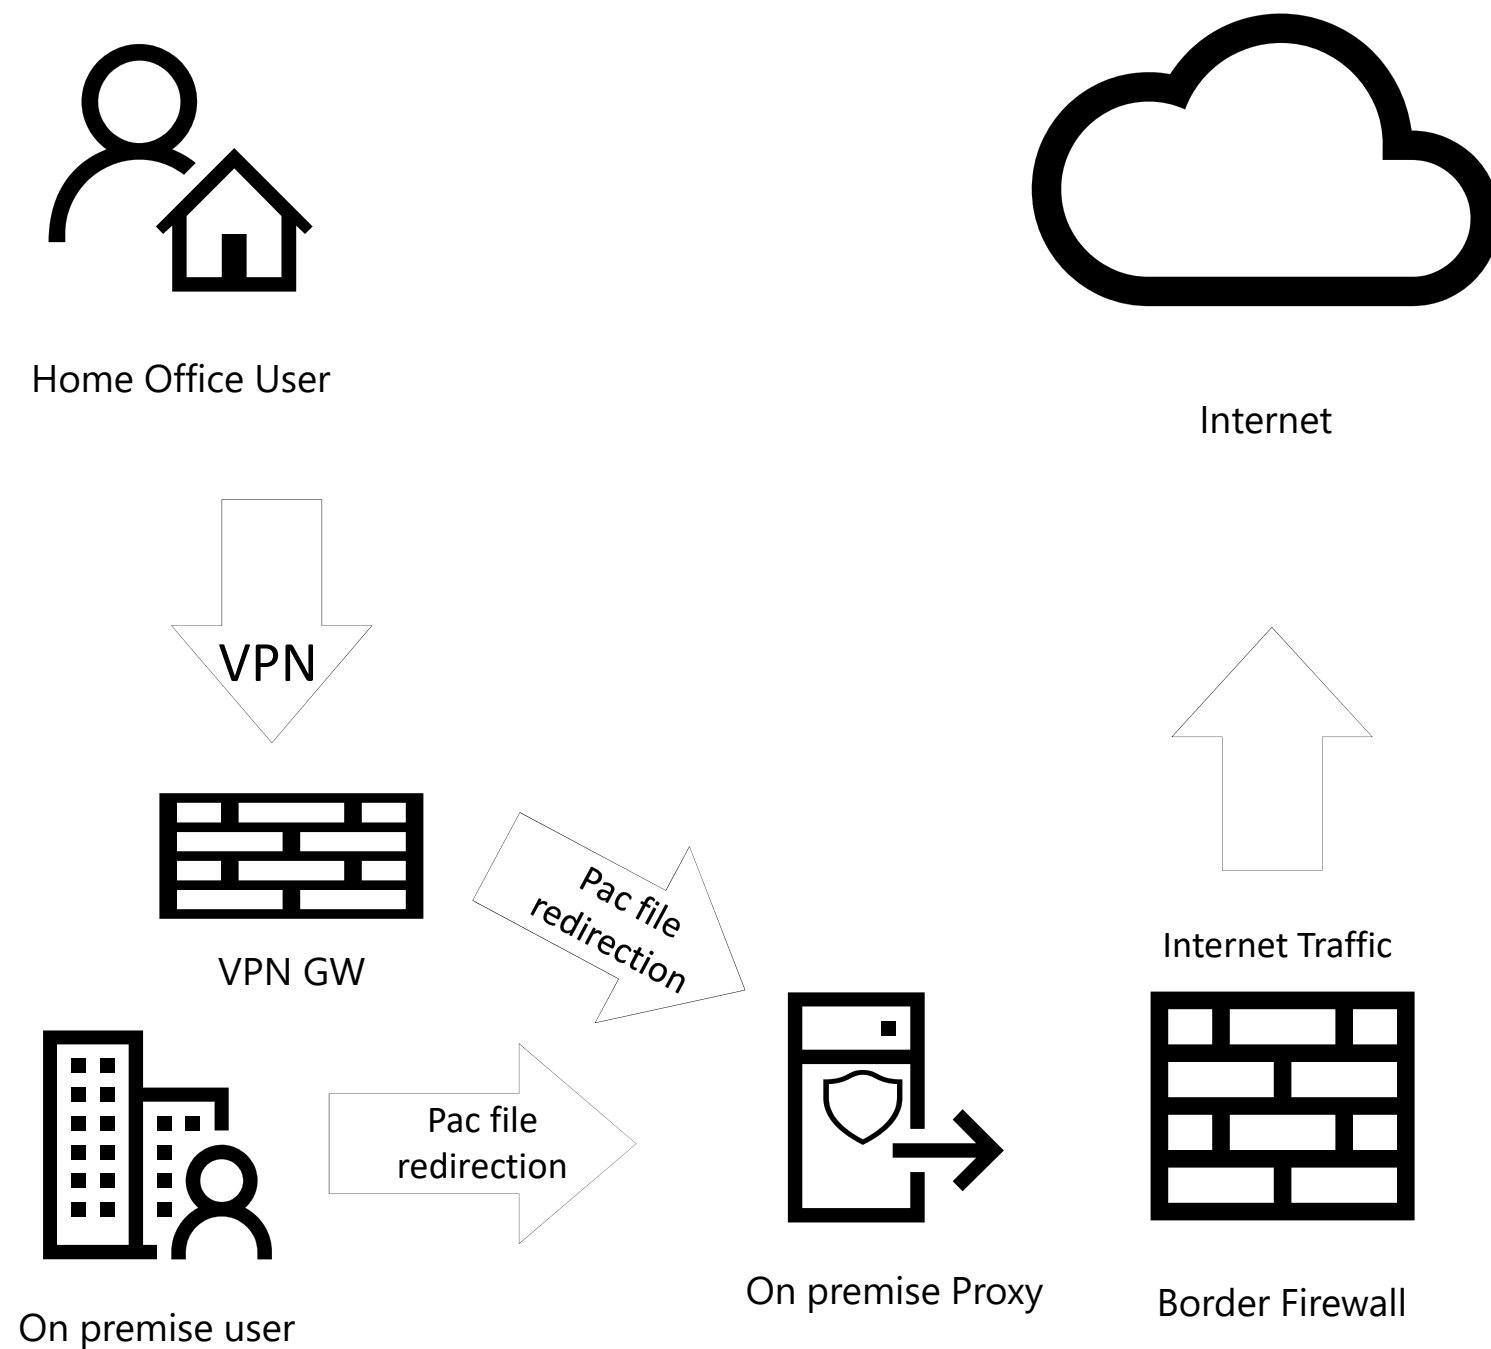 Home Office User
Internet
VPN
VPN GW
Pac file
redirection
Internet Traffic
Pac file
redirection
On premise Proxy
Border Firewall
On premise user